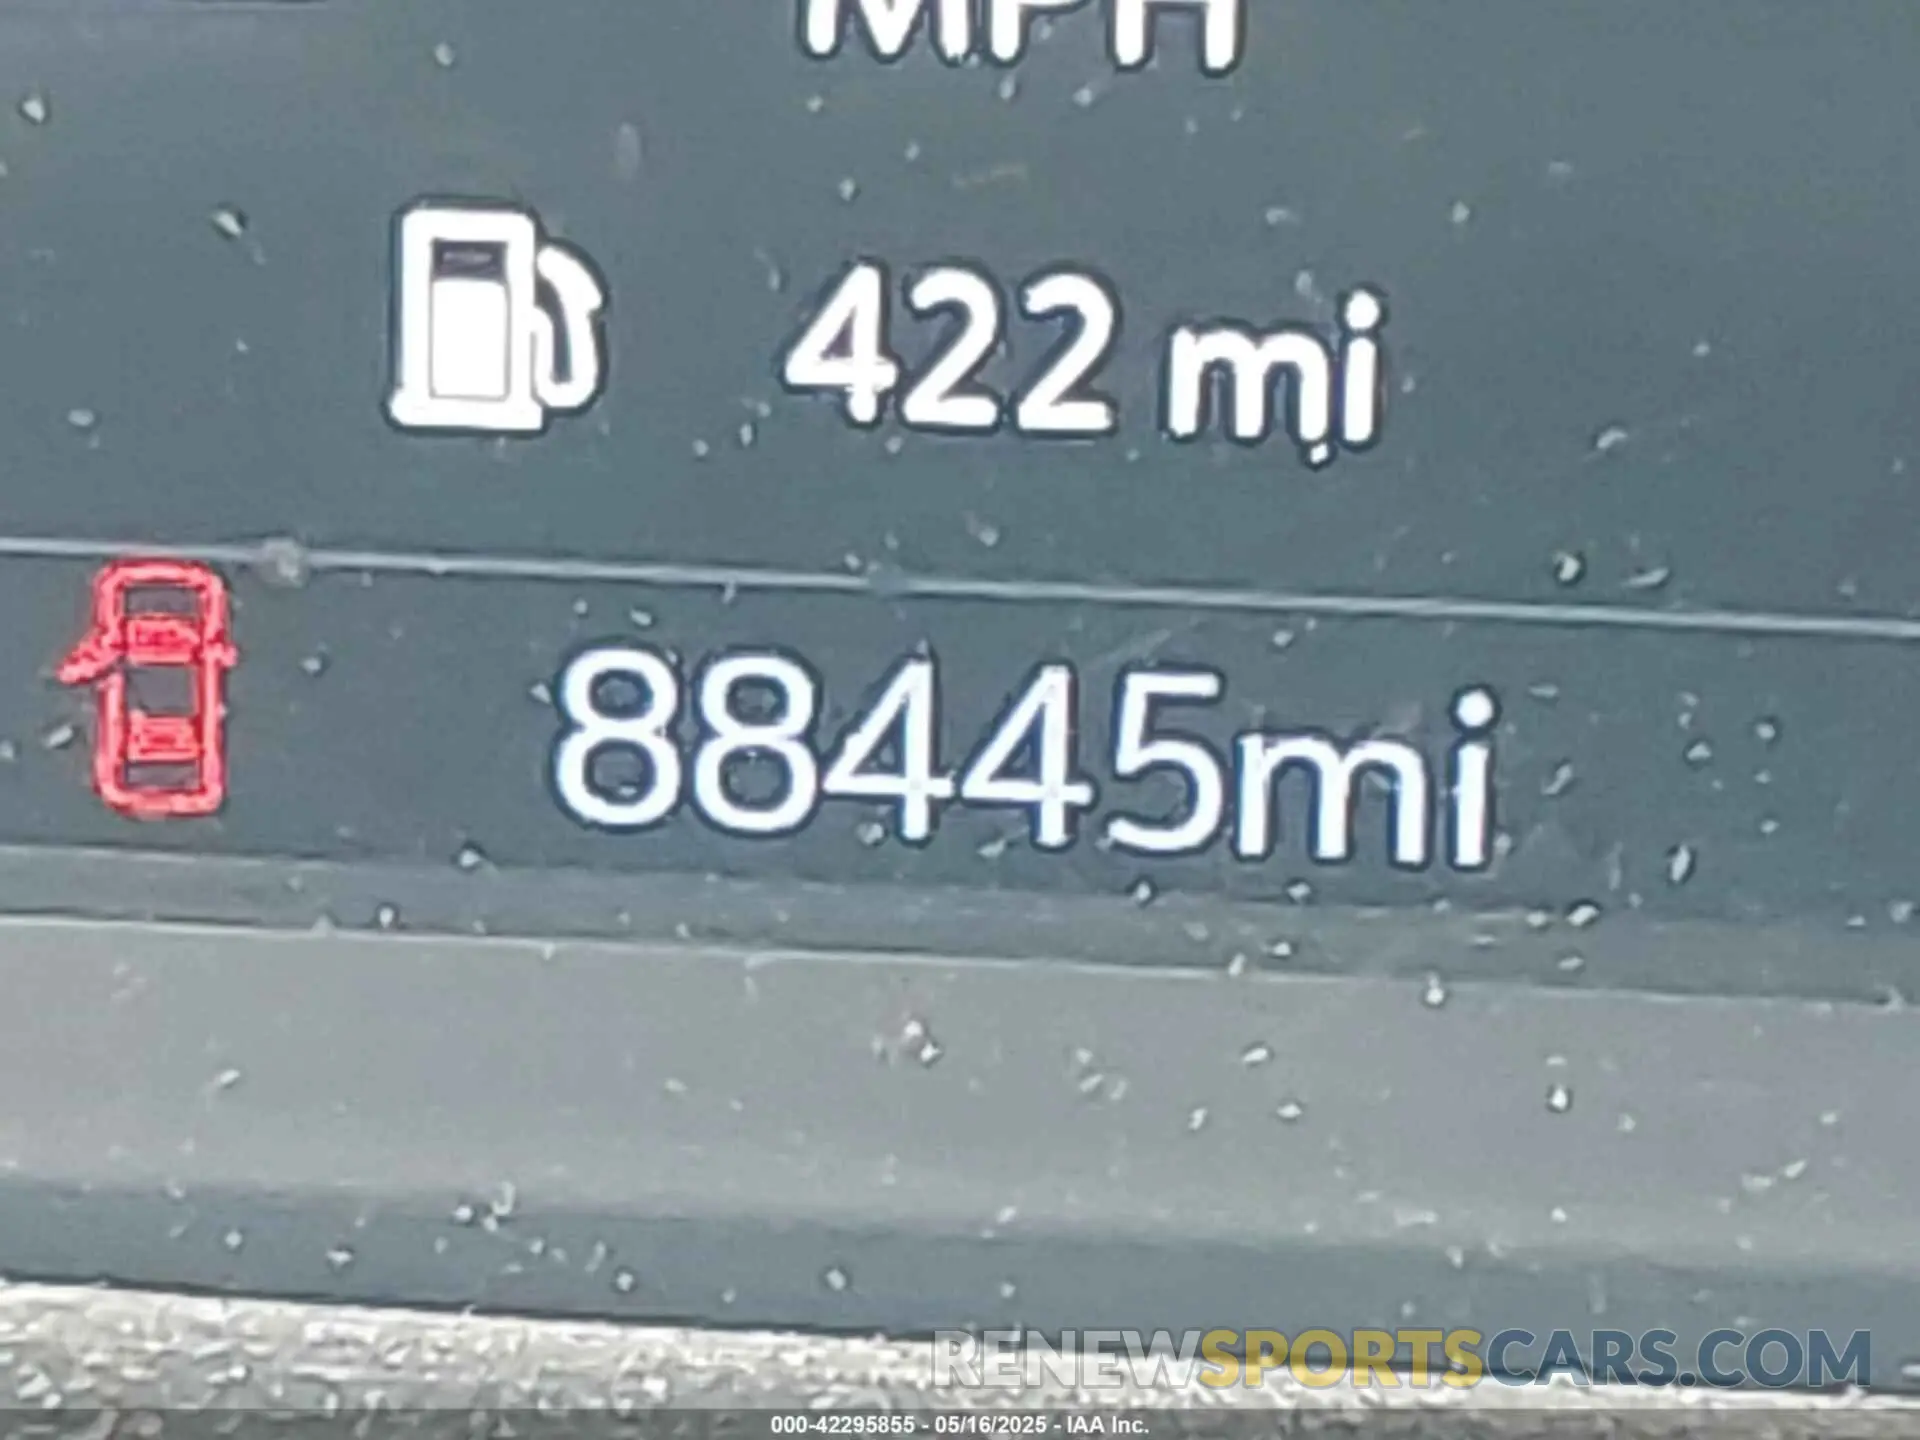 MPH
422 mi
88445mi
RENEWSPORTSCARS.COM
000-42295855 - 05/16/2025 - IAA Inc.